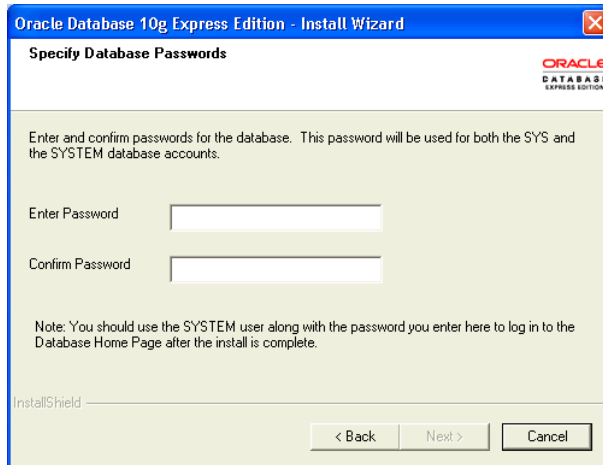 Oracle Database 10g Express Edition - Install Wizard
Specify Database Passwords
ORACLE
DATABASE
EXPRESS EDITION
Enter and confirm passwords for the database. This password will be used for both the SYS and
the SYSTEM database accounts.
Enter Password
Confirm Password
Note: You should use the SYSTEM user along with the password you enter here to log in to the
Database Home Page after the install is complete.
InstallShield
< Back
Next >
Cancel